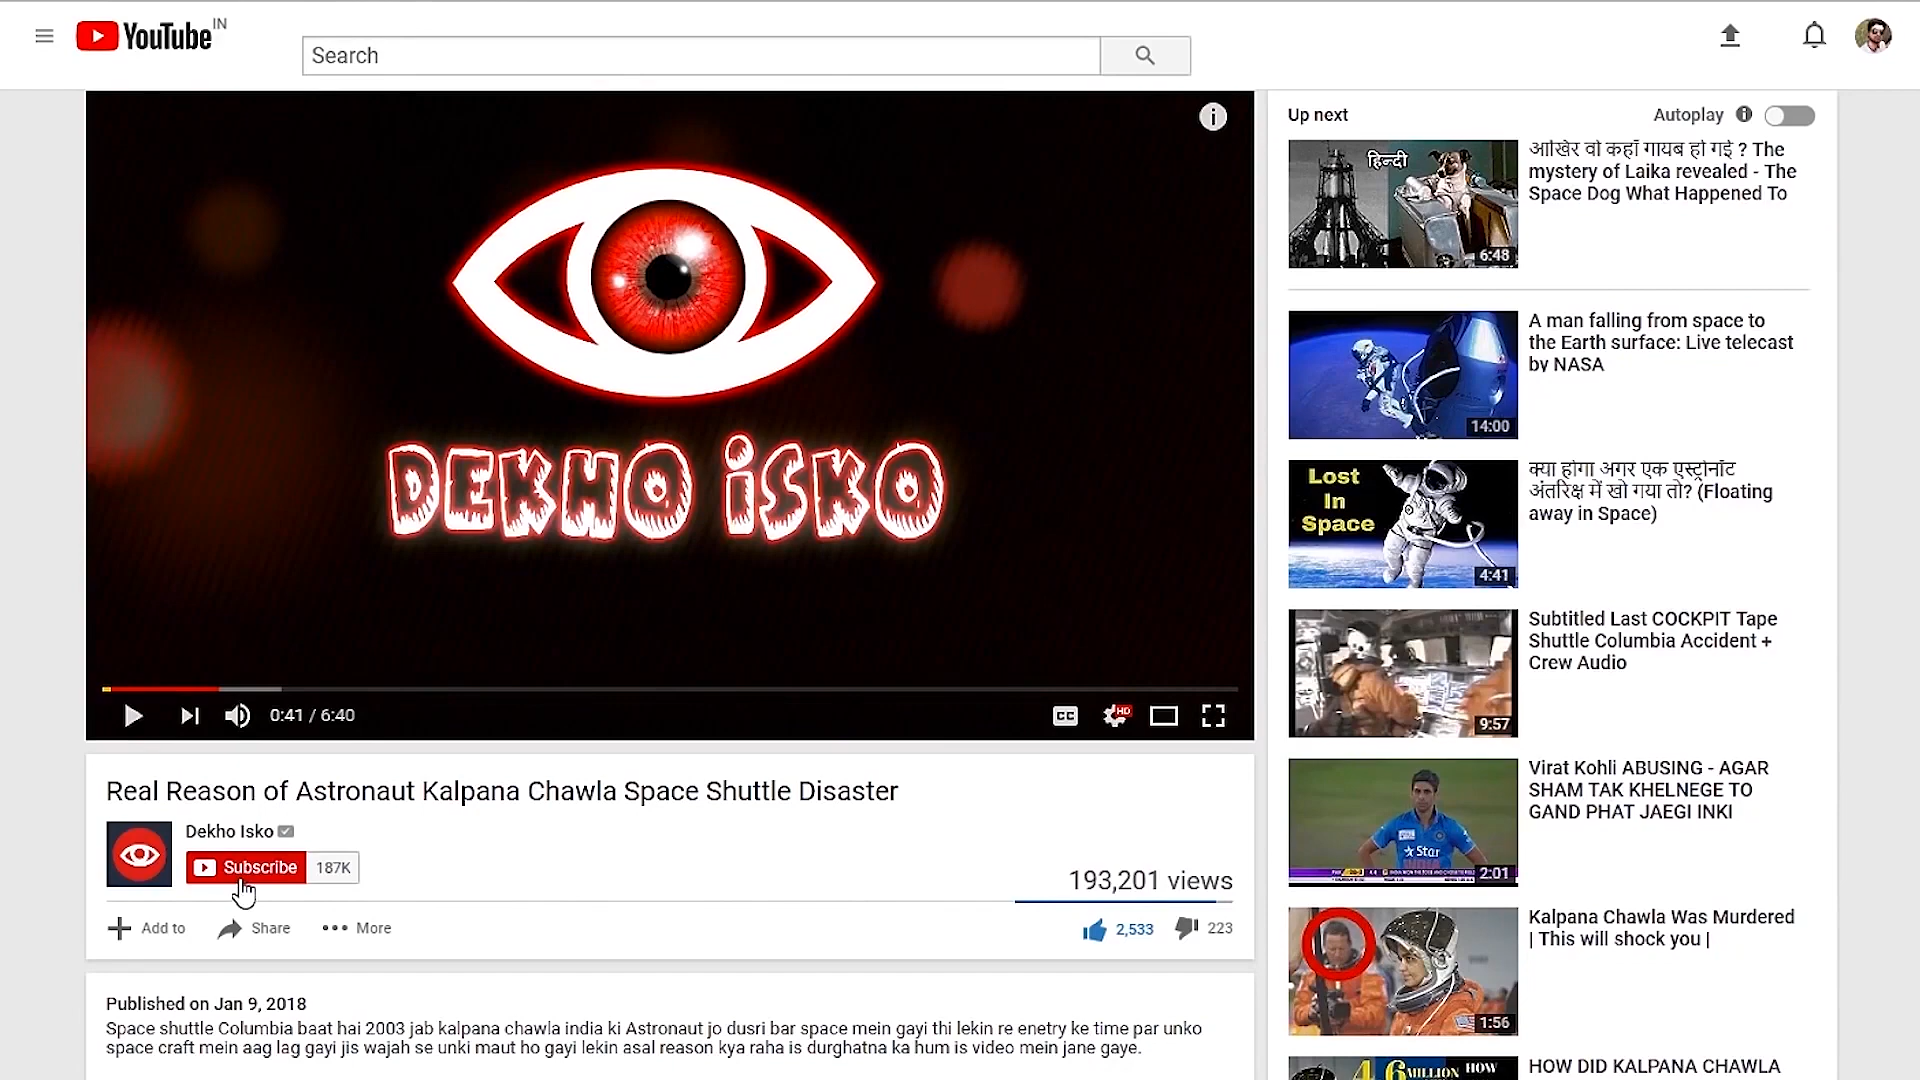 YouTube IN
Search
DEKHO ISKO
0:41 / 6:40
CC
HD
Real Reason of Astronaut Kalpana Chawla Space Shuttle Disaster
Dekho Isko
Subscribe 187K
193,201 views
Add to Share More
2,533 223
Published on Jan 9, 2018
Space shuttle Columbia baat hai 2003 jab kalpana chawla india ki Astronaut jo dusri bar space mein gayi thi lekin re enetry ke time par unko
space craft mein aag lag gayi jis wajah se unki maut ho gayi lekin asal reason kya raha is durghatna ka hum is video mein jane gaye.
Up next Autoplay
हिन्दी
6:48
आखिर वो कहाँ गायब हो गई ? The
mystery of Laika revealed - The
Space Dog What Happened To
14:00
A man falling from space to
the Earth surface: Live telecast
by NASA
Lost
In
Space
4:41
क्या होगा अगर एक एस्ट्रोनॉट
अंतरिक्ष में खो गया तो? (Floating
away in Space)
9:57
Subtitled Last COCKPIT Tape
Shuttle Columbia Accident +
Crew Audio
Star
INDIA
2:01
Virat Kohli ABUSING - AGAR
SHAM TAK KHELNEGE TO
GAND PHAT JAEGI INKI
1:56
Kalpana Chawla Was Murdered
| This will shock you |
MILLION HOW
HOW DID KALPANA CHAWLA